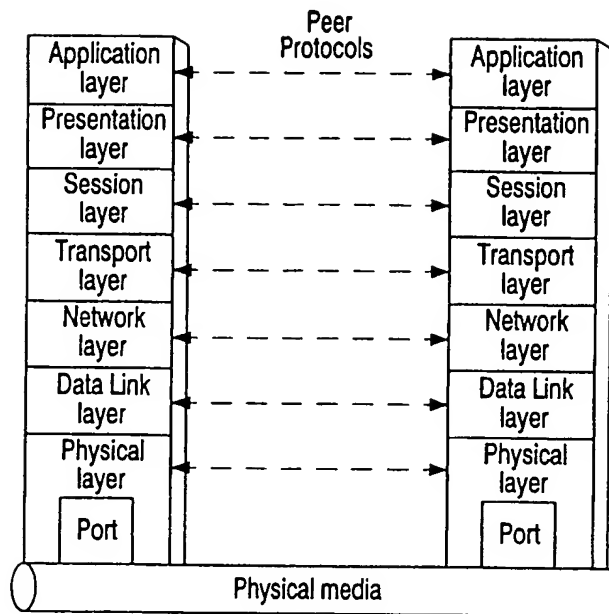 Peer
Protocols
Application
layer
Application
layer
Presentation
layer
Presentation
layer
Session
layer
Session
layer
Transport
layer
Transport
layer
Network
layer
Network
layer
Data Link
layer
Data Link
layer
Physical
layer
Physical
layer
Port
Port
Physical media